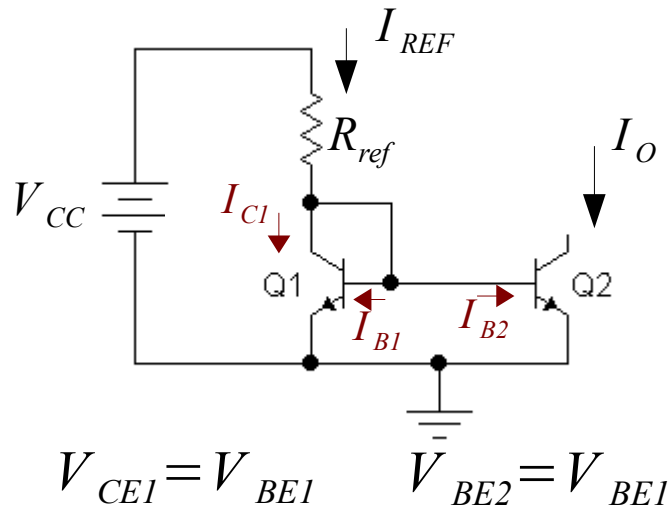 I_REF
R_ref
I_O
V_CC
I_C1
Q1
Q2
I_B1
I_B2
V_CE1=V_BE1
V_BE2=V_BE1